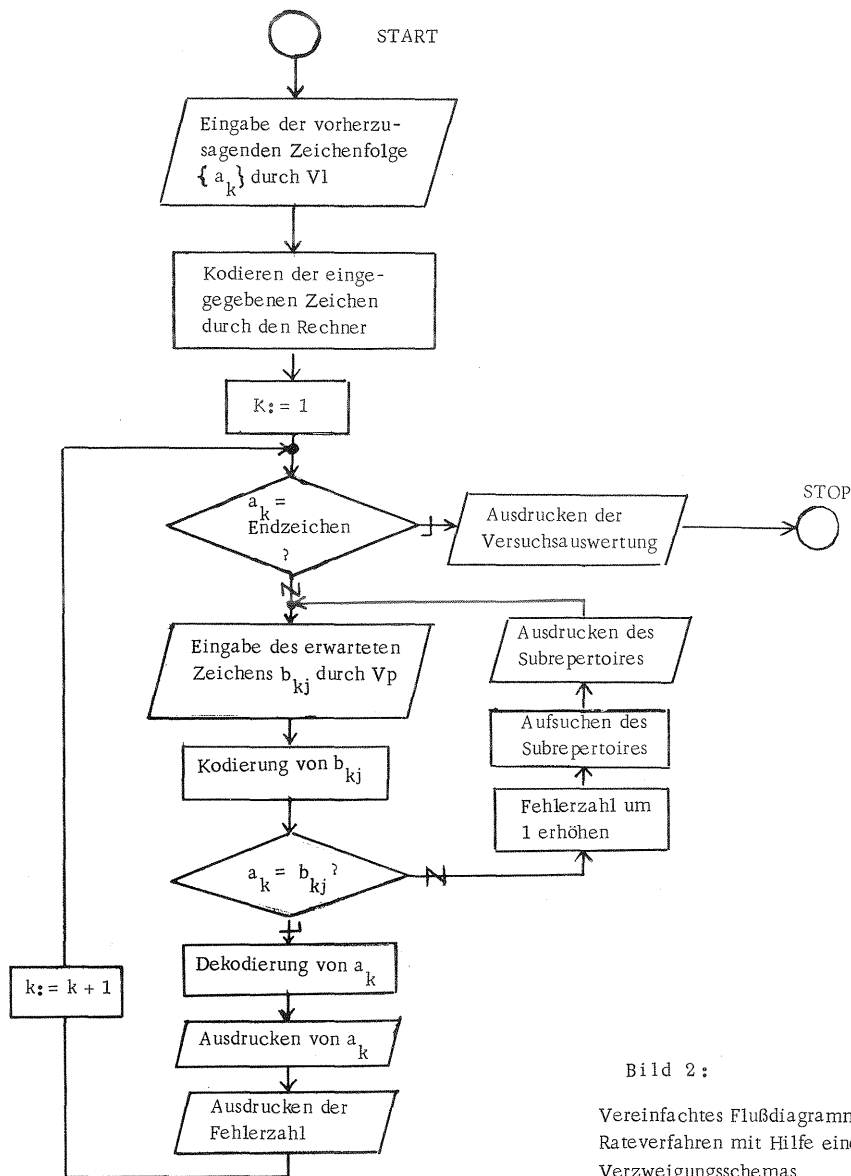 START
Eingabe der vorherzu-
sagenden Zeichenfolge
{ a_k } durch Vl
Kodieren der einge-
gegebenen Zeichen
durch den Rechner
K:= 1
a_k =
Endzeichen
?
J
Ausdrucken der
Versuchsauswertung
STOP
N
Eingabe des erwarteten
Zeichens b_kj durch Vp
Ausdrucken des
Subrepertoires
Kodierung von b_kj
Aufsuchen des
Subrepertoires
Fehlerzahl um
1 erhöhen
a_k = b_kj ?
N
J
Dekodierung von a_k
k:= k + 1
Ausdrucken von a_k
Ausdrucken der
Fehlerzahl
Bild 2:
Vereinfachtes Flußdiagramm
Rateverfahren mit Hilfe eine
Verzweigungsschemas